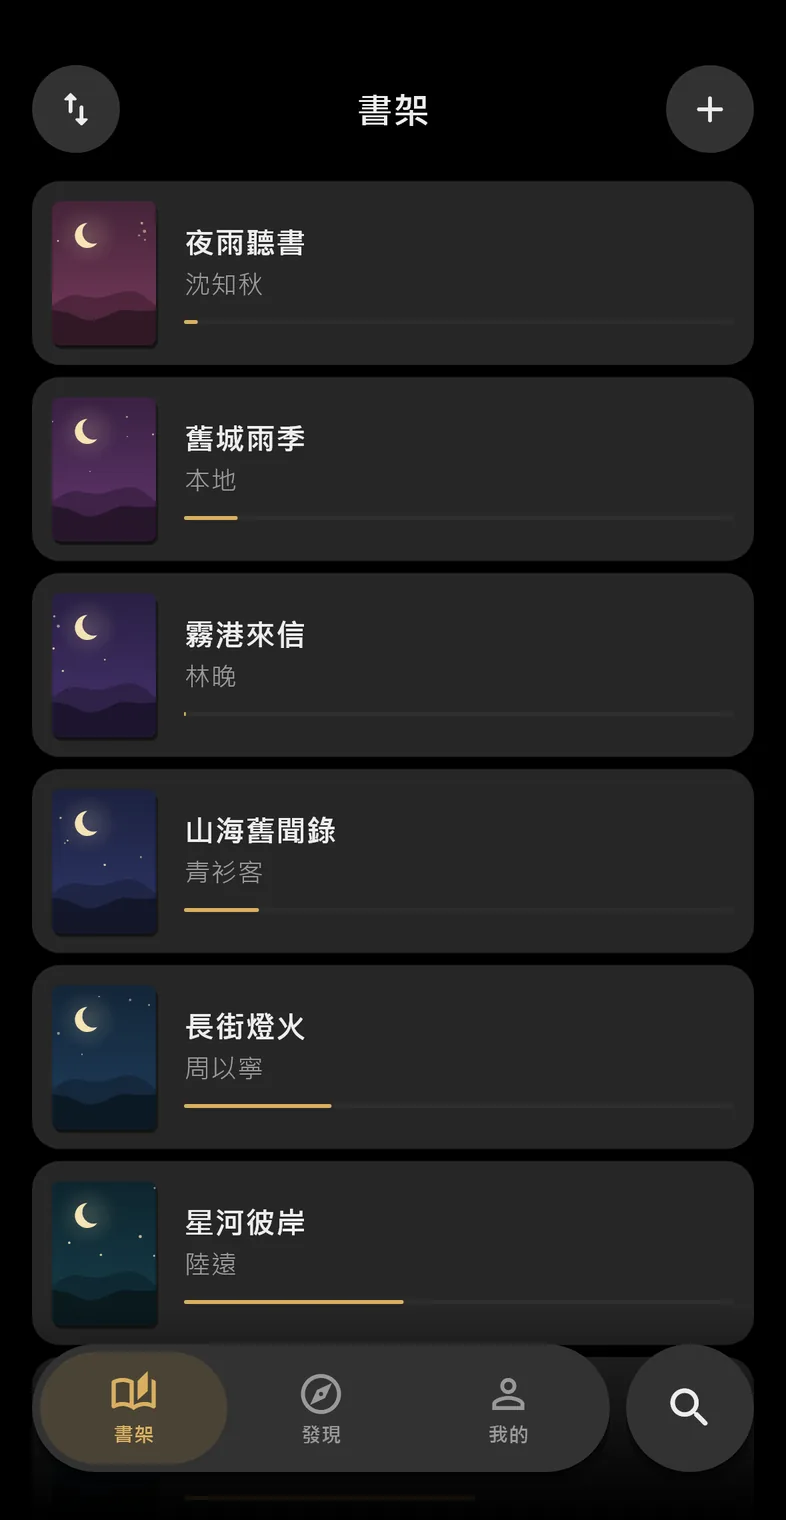 書架
夜雨聽書
沈知秋
舊城雨季
本地
霧港來信
林晚
山海舊聞錄
青衫客
長街燈火
周以寧
星河彼岸
陸遠
書架
發現
我的